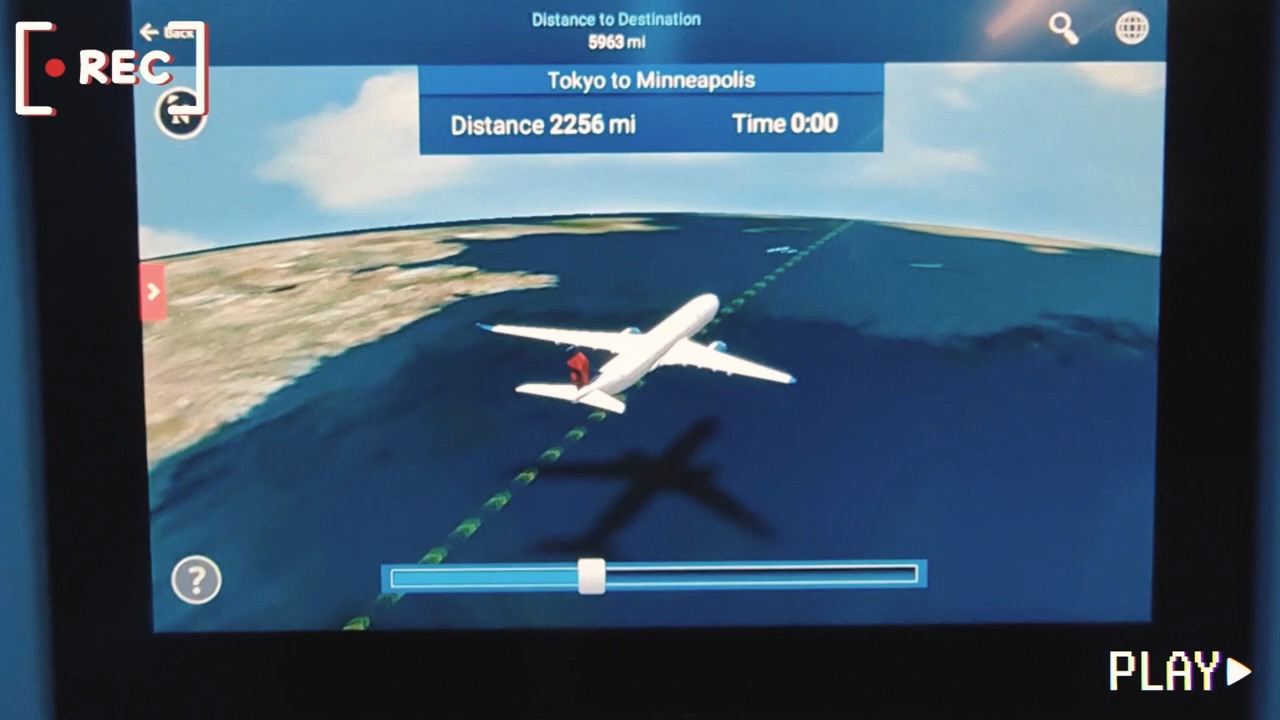 Distance to Destination
5963 mi
Back
REC
N
Tokyo to Minneapolis
Distance 2256 mi
Time 0:00
?
PLAY